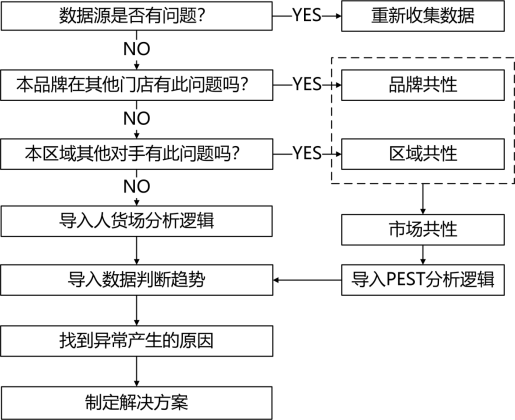 数据源是否有问题？
YES
重新收集数据
NO
本品牌在其他门店有此问题吗？
YES
品牌共性
NO
本区域其他对手有此问题吗？
YES
区域共性
NO
导入人货场分析逻辑
市场共性
导入数据判断趋势
导入PEST分析逻辑
找到异常产生的原因
制定解决方案